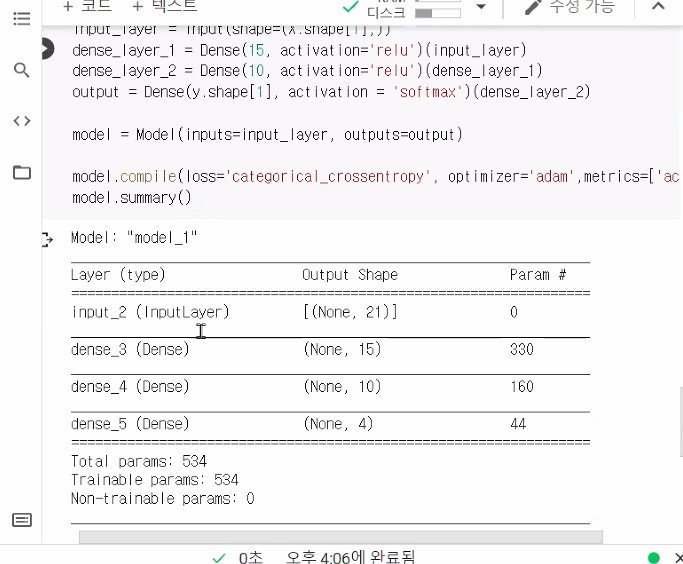 + 코드 + 텍스트
RAM
디스크
수정 가능
input_layer = Input(shape=(X.shape[1],))
dense_layer_1 = Dense(15, activation='relu')(input_layer)
dense_layer_2 = Dense(10, activation='relu')(dense_layer_1)
output = Dense(y.shape[1], activation = 'softmax')(dense_layer_2)
model = Model(inputs=input_layer, outputs=output)
model.compile(loss='categorical_crossentropy', optimizer='adam',metrics=['ac
model.summary()
Model: "model_1"
Layer (type) Output Shape Param #
=================================================================
input_2 (InputLayer) [(None, 21)] 0
dense_3 (Dense) (None, 15) 330
dense_4 (Dense) (None, 10) 160
dense_5 (Dense) (None, 4) 44
=================================================================
Total params: 534
Trainable params: 534
Non-trainable params: 0
0초 오후 4:06에 완료됨